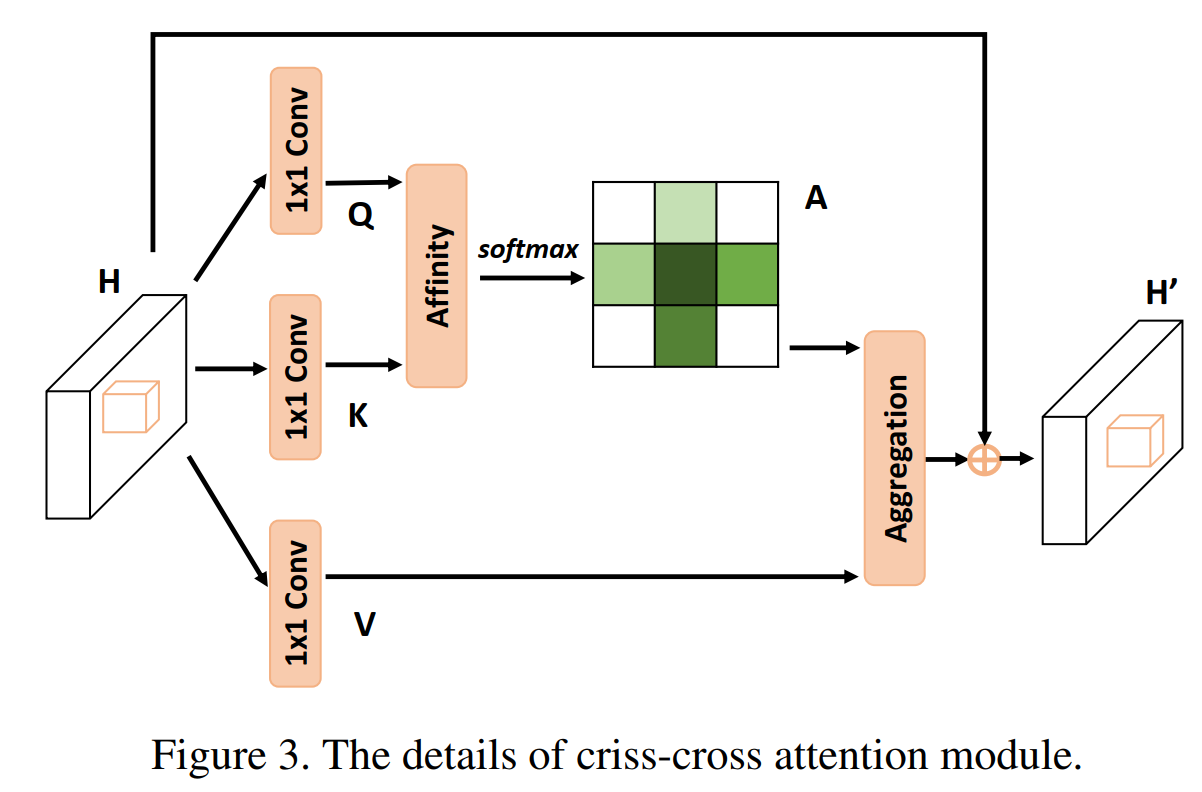 H
1x1 Conv
Q
1x1 Conv
K
1x1 Conv
V
Affinity
softmax
A
Aggregation
H’
Figure 3. The details of criss-cross attention module.